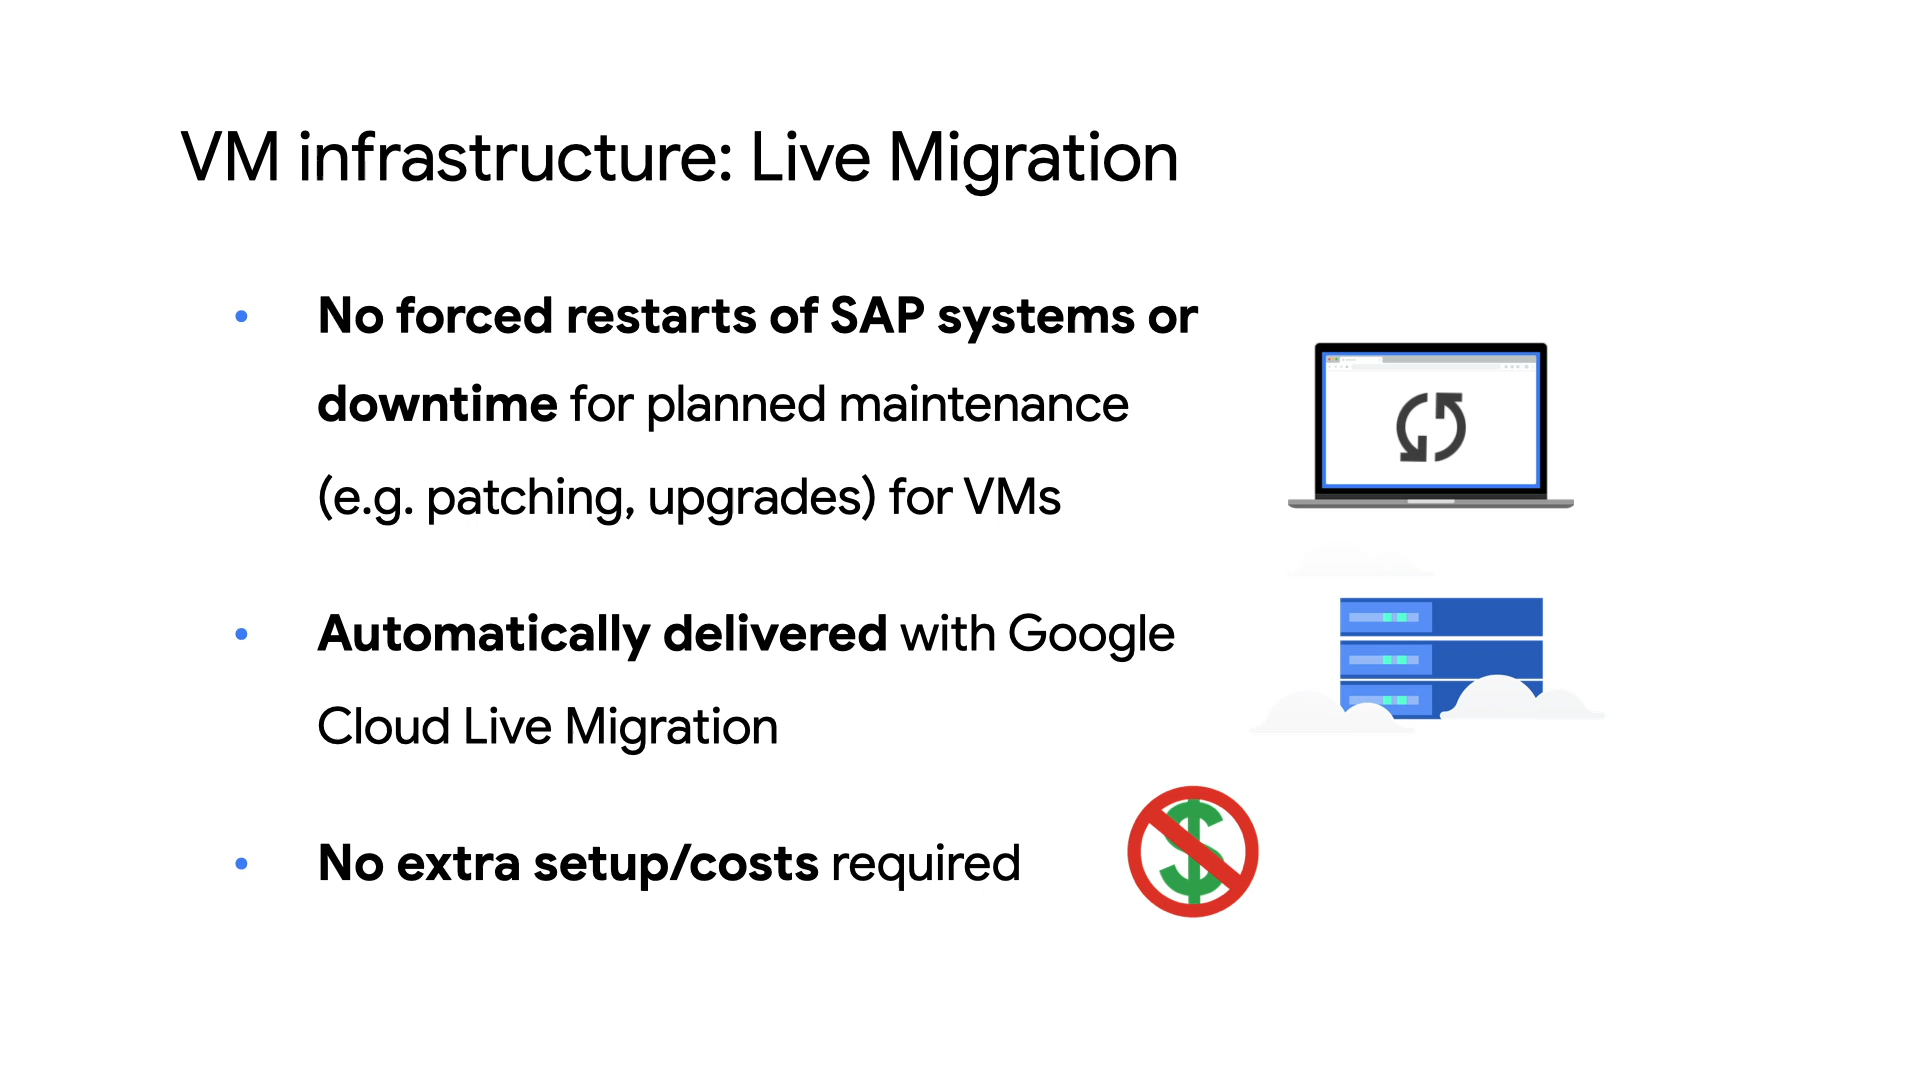 VM infrastructure: Live Migration
• No forced restarts of SAP systems or
downtime for planned maintenance
(e.g. patching, upgrades) for VMs
• Automatically delivered with Google
Cloud Live Migration
• No extra setup/costs required
$